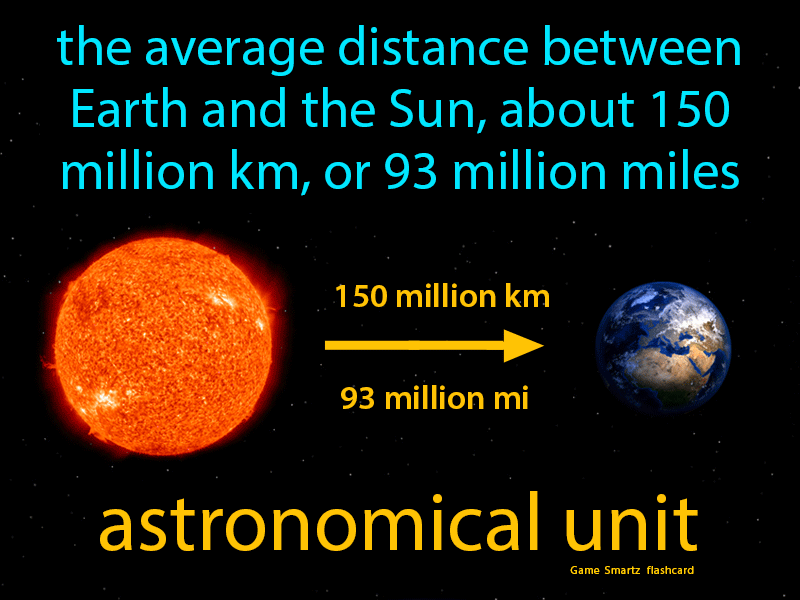 the average distance between
Earth and the Sun, about 150
million km, or 93 million miles
150 million km
93 million mi
astronomical unit
Game Smartz flashcard